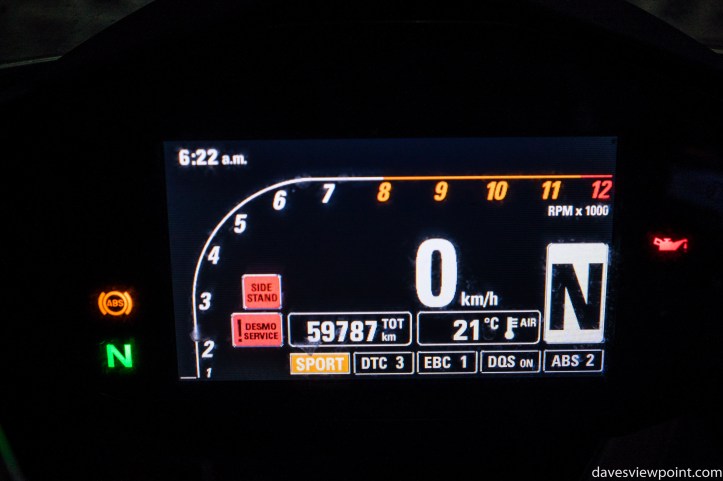 6:22 a.m.
1
2
3
4
5
6
7
8
9
10
11
12
RPM x 1000
0 km/h
N
SIDE STAND
! DESMO SERVICE
59787 TOT km
21 °C AIR
SPORT
DTC 3
EBC 1
DQS ON
ABS 2
ABS
N
davesviewpoint.com